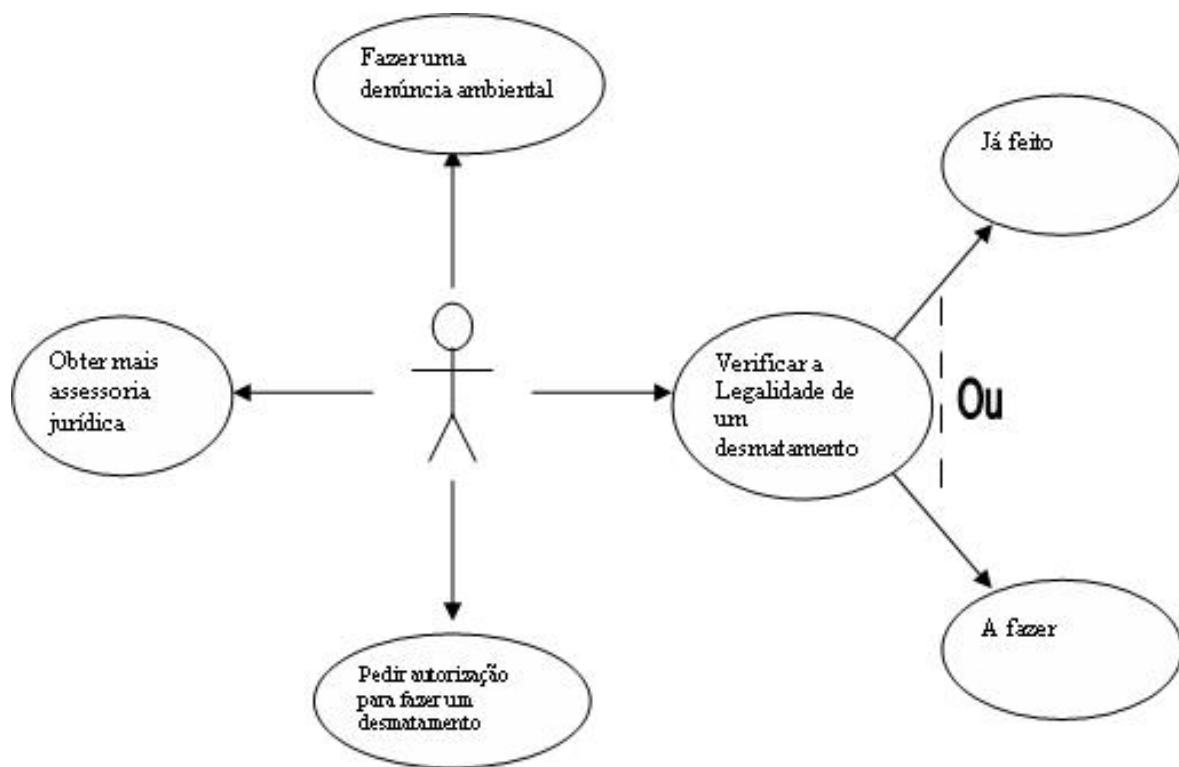 Fazer uma
denúncia ambiental
Já feito
Obter mais
assessoria
jurídica
Verificar a
Legalidade de
um
desmatamento
Ou
A fazer
Pedir autorização
para fazer um
desmatamento